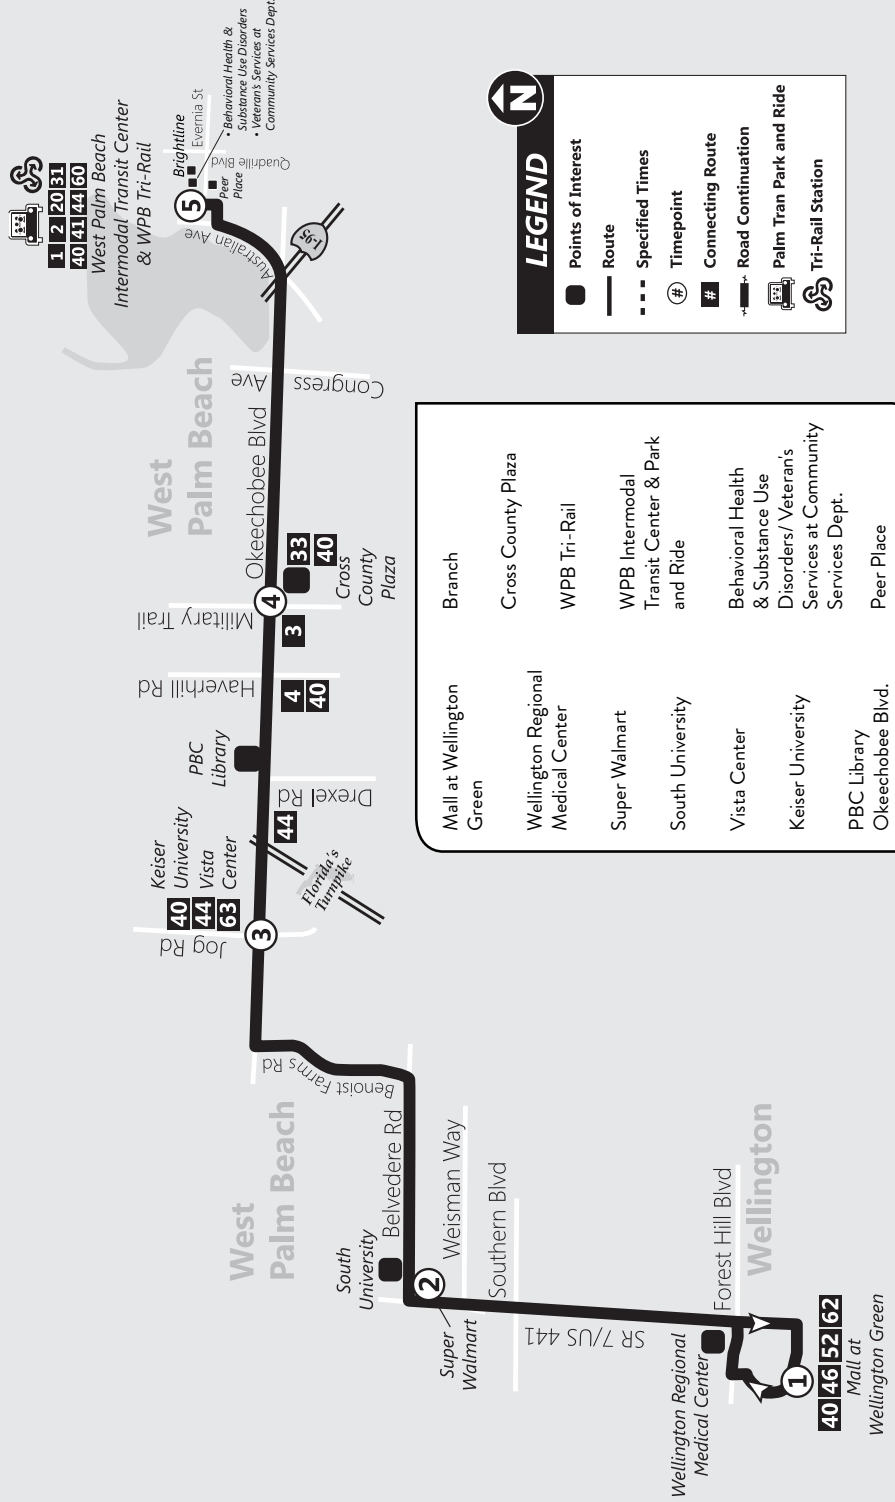 1 2 20 31
40 41 44 60
West Palm Beach
Intermodal Transit Center
& WPB Tri-Rail
5
Brightline
Evernia St
• Behavioral Health &
Substance Use Disorders
• Veteran's Services at
Community Services Dept.
Quadrille Blvd
Peer
Place
Australian Ave
I-95
West
Palm Beach
Congress
Ave
Okeechobee Blvd
4
33
40
Cross
County
Plaza
Military Trail
3
Haverhill Rd
4
40
PBC
Library
Drexel Rd
44
Florida's
Turnpike
Keiser
University
Vista
Center
40
44
63
Jog Rd
3
Benoist Farms Rd
West
Palm Beach
Belvedere Rd
South
University
2
Super
Walmart
Weisman Way
Southern Blvd
SR 7/US 441
Forest Hill Blvd
Wellington
Wellington Regional
Medical Center
1
40 46 52 62
Mall at
Wellington Green
N
LEGEND
Points of Interest
Route
Specified Times
# Timepoint
# Connecting Route
Road Continuation
Palm Tran Park and Ride
Tri-Rail Station
Mall at Wellington
Green
Wellington Regional
Medical Center
Super Walmart
South University
Vista Center
Keiser University
PBC Library
Okeechobee Blvd.
Branch
Cross County Plaza
WPB Tri-Rail
WPB Intermodal
Transit Center & Park
and Ride
Behavioral Health
& Substance Use
Disorders/ Veteran's
Services at Community
Services Dept.
Peer Place